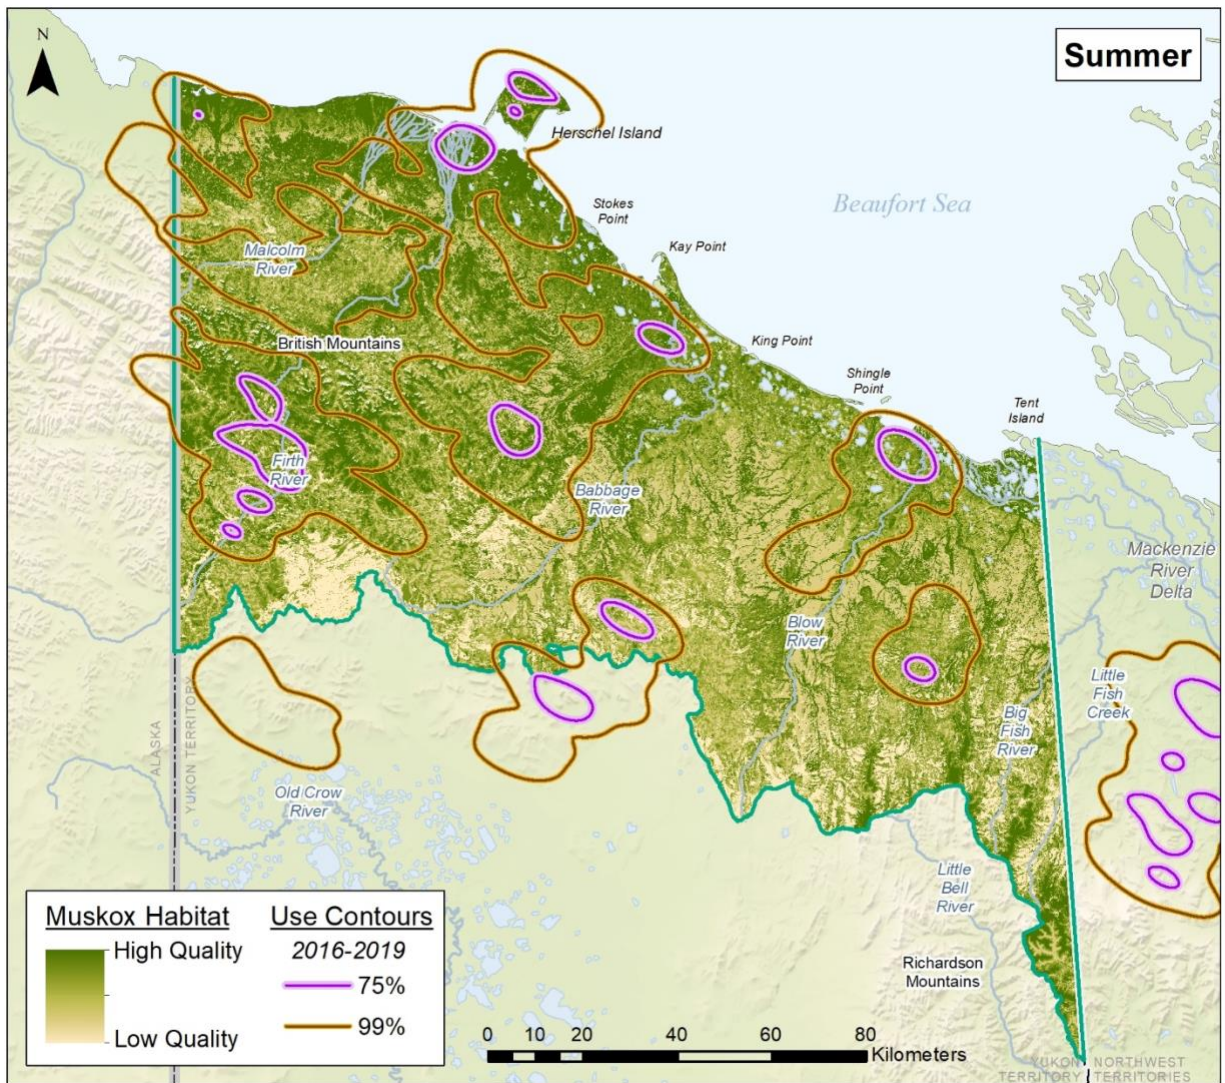 N
Summer
Herschel Island
Beaufort Sea
Stokes
Point
Kay Point
Malcolm
River
British Mountains
King Point
Shingle
Point
Tent
Island
Firth
River
Babbage
River
Mackenzie
River
Delta
Blow
River
Little
Fish
Creek
Big
Fish
River
ALASKA
YUKON TERRITORY
Old Crow
River
Little
Bell
River
Richardson
Mountains
Muskox Habitat
High Quality
Low Quality
Use Contours
2016-2019
75%
99%
0 10 20 40 60 80
Kilometers
YUKON
TERRITORY
NORTHWEST
TERRITORIES